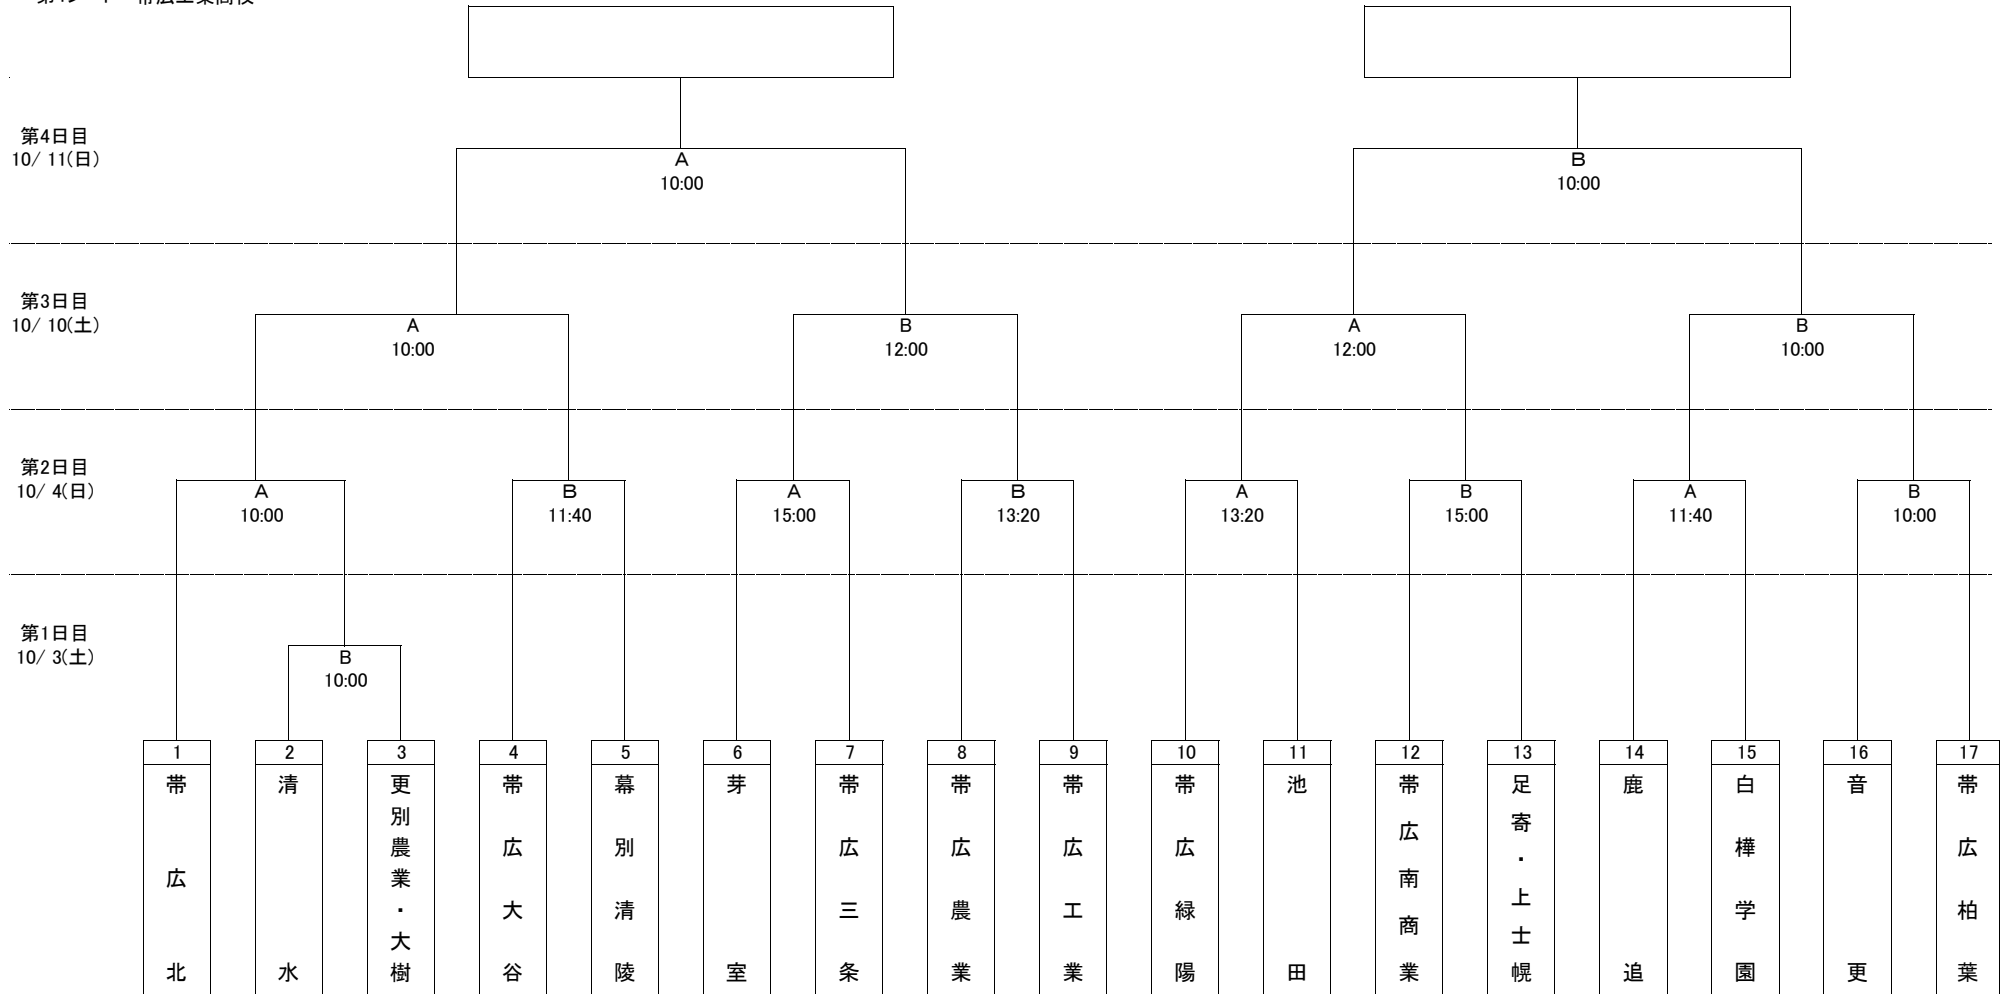 帯広工業高校
第4日目
10/ 11(日)
A
10:00
B
10:00
第3日目
10/ 10(土)
A
10:00
B
12:00
A
12:00
B
10:00
第2日目
10/ 4(日)
A
10:00
B
11:40
A
15:00
B
13:20
A
13:20
B
15:00
A
11:40
B
10:00
第1日目
10/ 3(土)
B
10:00
1
帯広北
2
清水
3
更別農業・大樹
4
帯広大谷
5
幕別清陵
6
芽室
7
帯広三条
8
帯広農業
9
帯広工業
10
帯広緑陽
11
池田
12
帯広南商業
13
足寄・上士幌
14
鹿追
15
白樺学園
16
音更
17
帯広柏葉